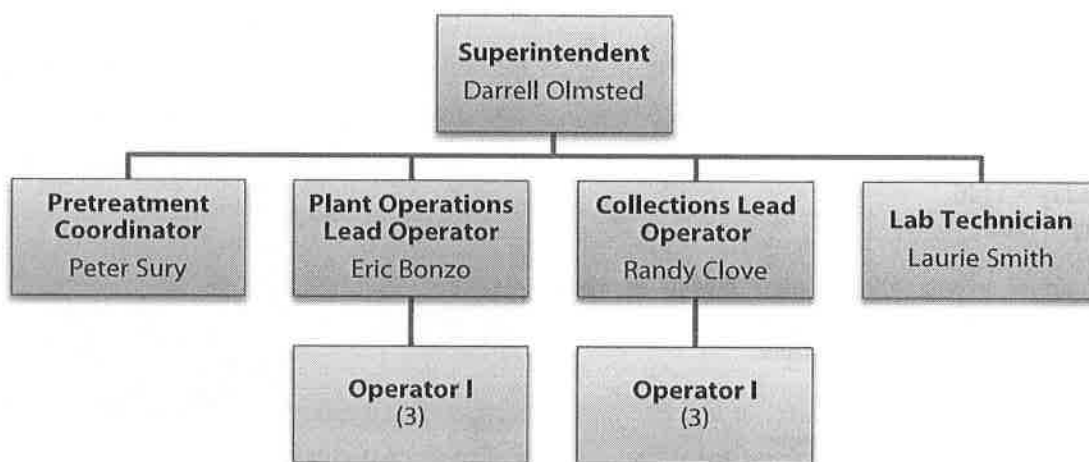 Superintendent
Darrell Olmsted
Pretreatment
Coordinator
Peter Sury
Plant Operations
Lead Operator
Eric Bonzo
Collections Lead
Operator
Randy Clove
Lab Technician
Laurie Smith
Operator I
(3)
Operator I
(3)